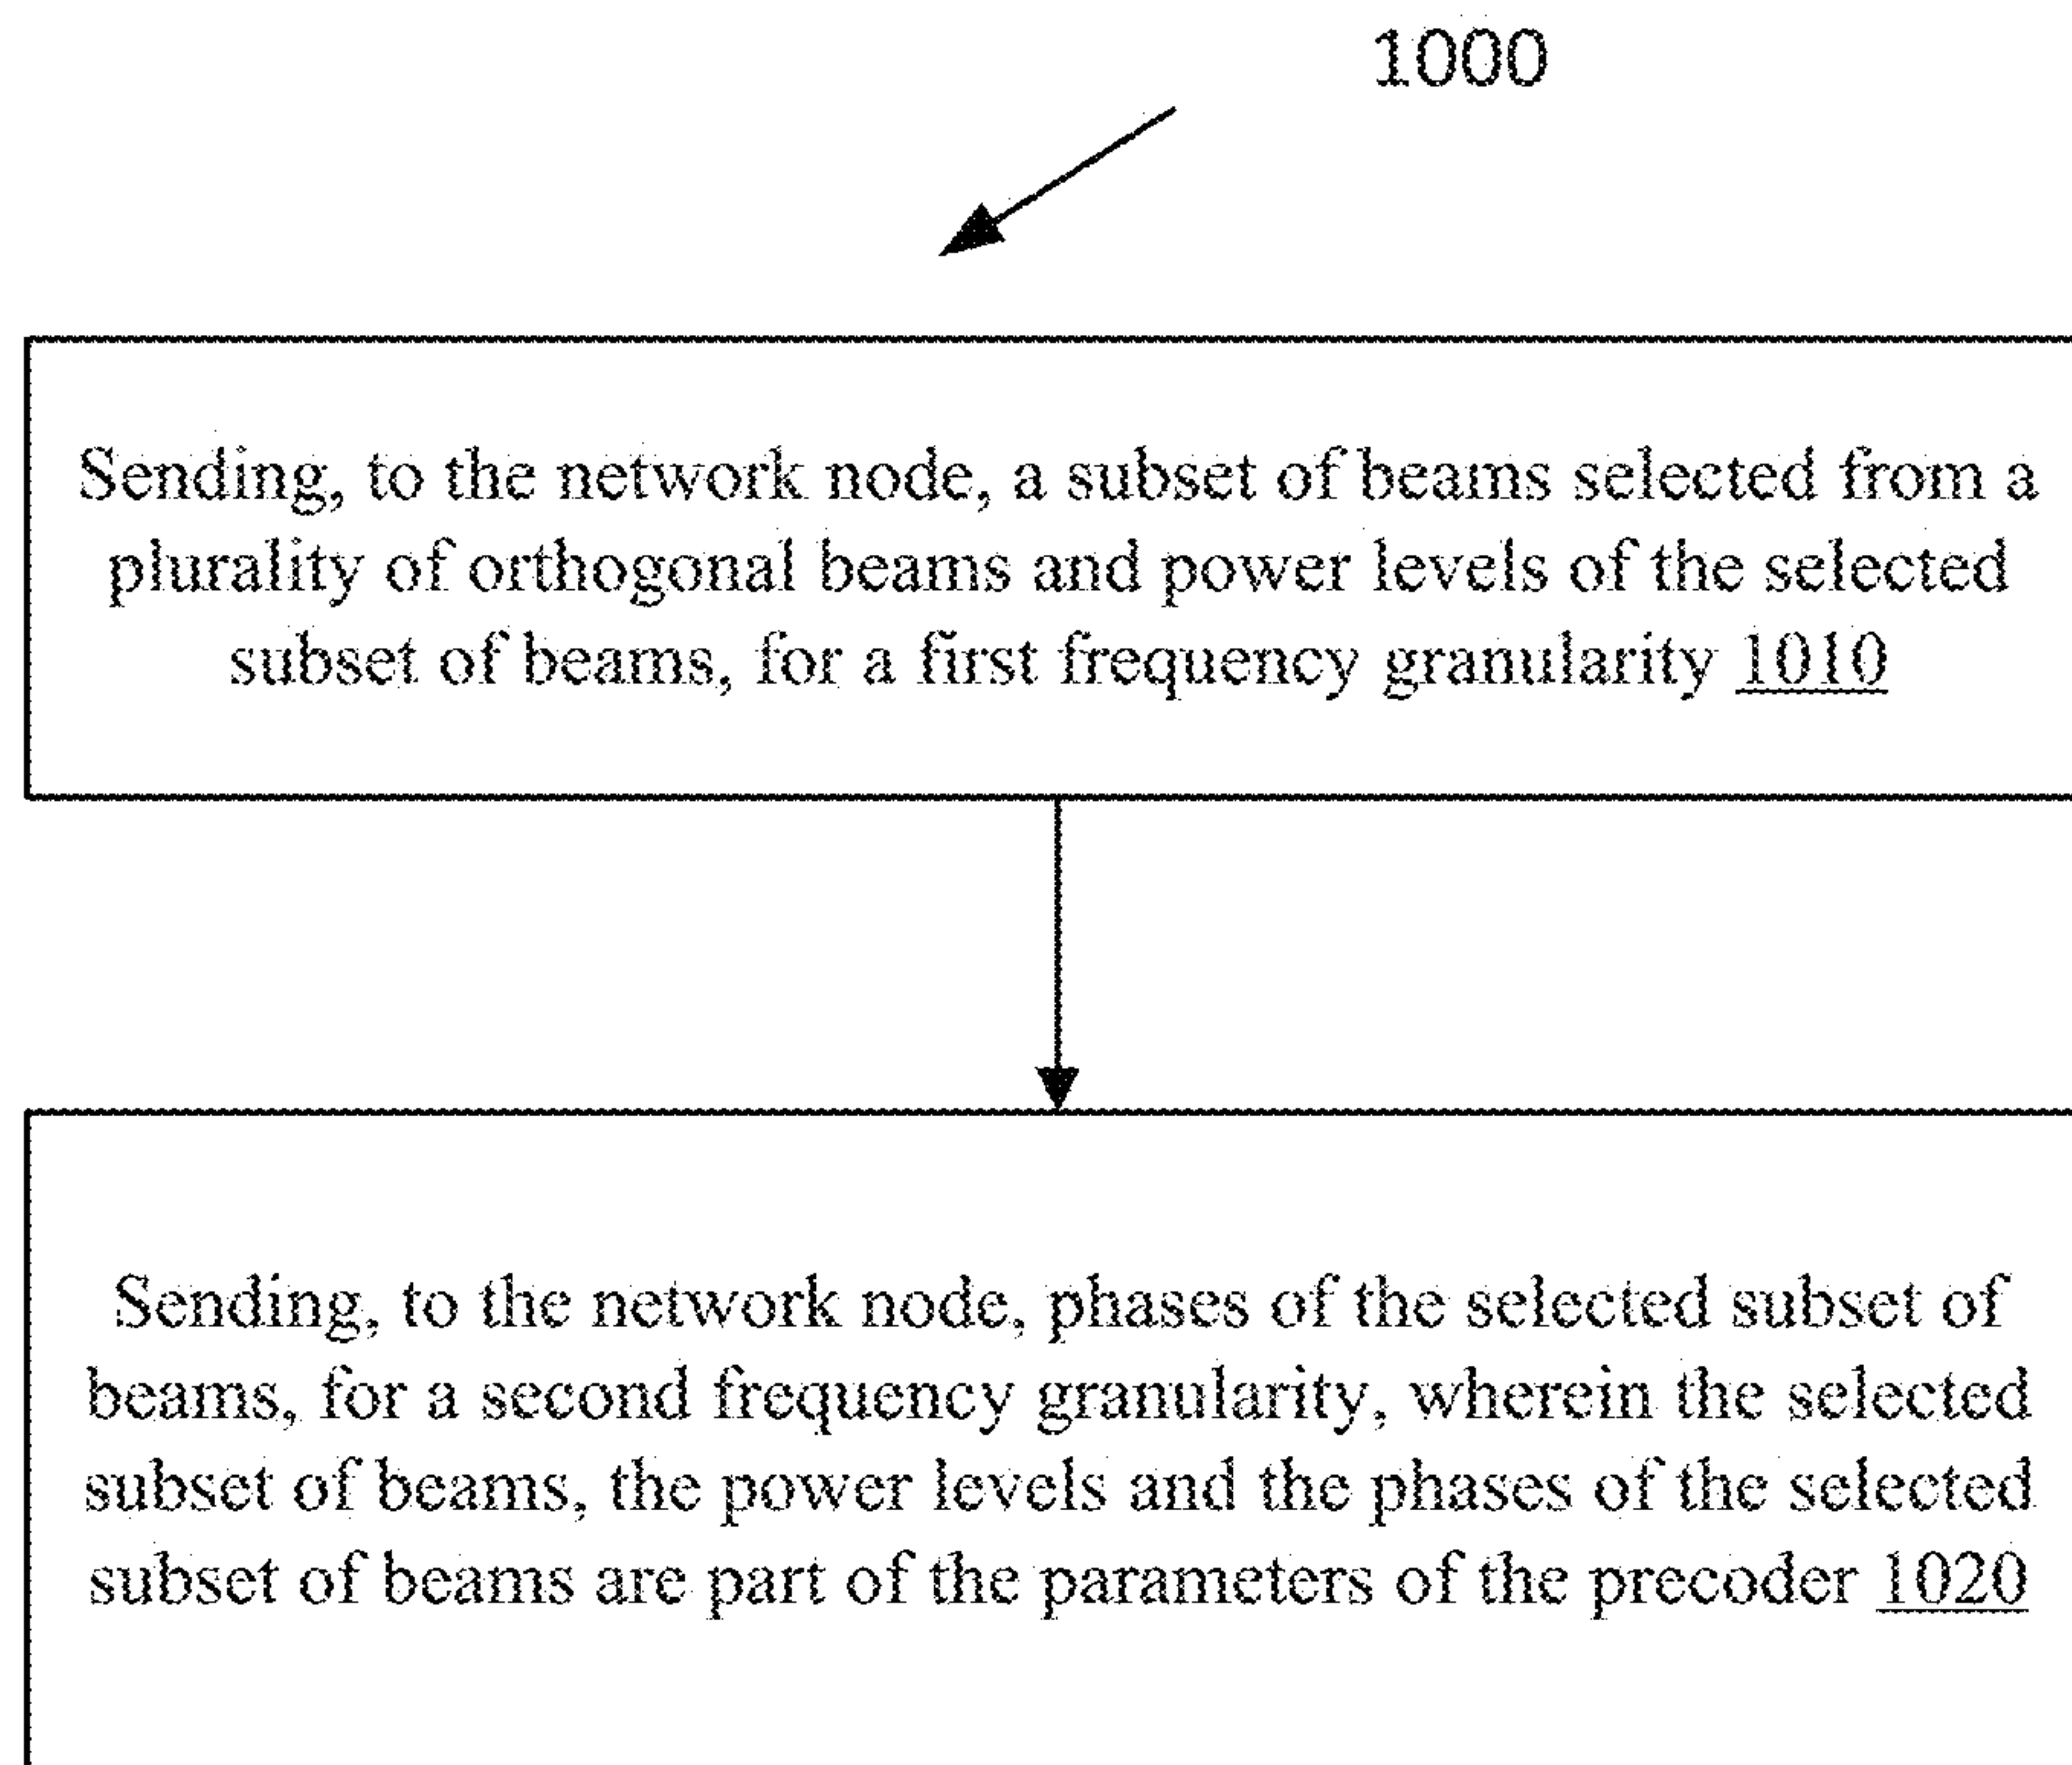 1000
Sending, to the network node, a subset of beams selected from a
plurality of orthogonal beams and power levels of the selected
subset of beams, for a first frequency granularity 1010
Sending, to the network node, phases of the selected subset of
beams, for a second frequency granularity, wherein the selected
subset of beams, the power levels and the phases of the selected
subset of beams are part of the parameters of the precoder 1020